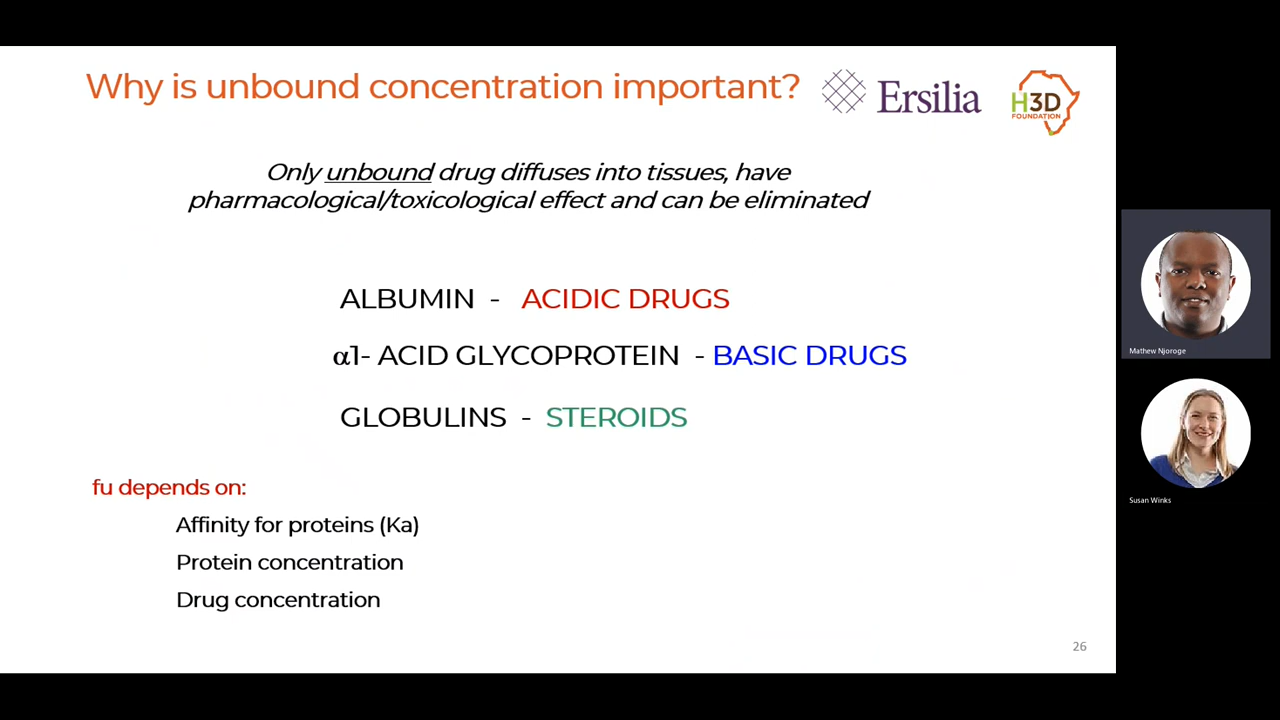 Why is unbound concentration important?
Ersilia
H3D
FOUNDATION
Only unbound drug diffuses into tissues, have
pharmacological/toxicological effect and can be eliminated
ALBUMIN - ACIDIC DRUGS
α1- ACID GLYCOPROTEIN - BASIC DRUGS
GLOBULINS - STEROIDS
fu depends on:
Affinity for proteins (Ka)
Protein concentration
Drug concentration
26
Mathew Njoroge
Susan Winks